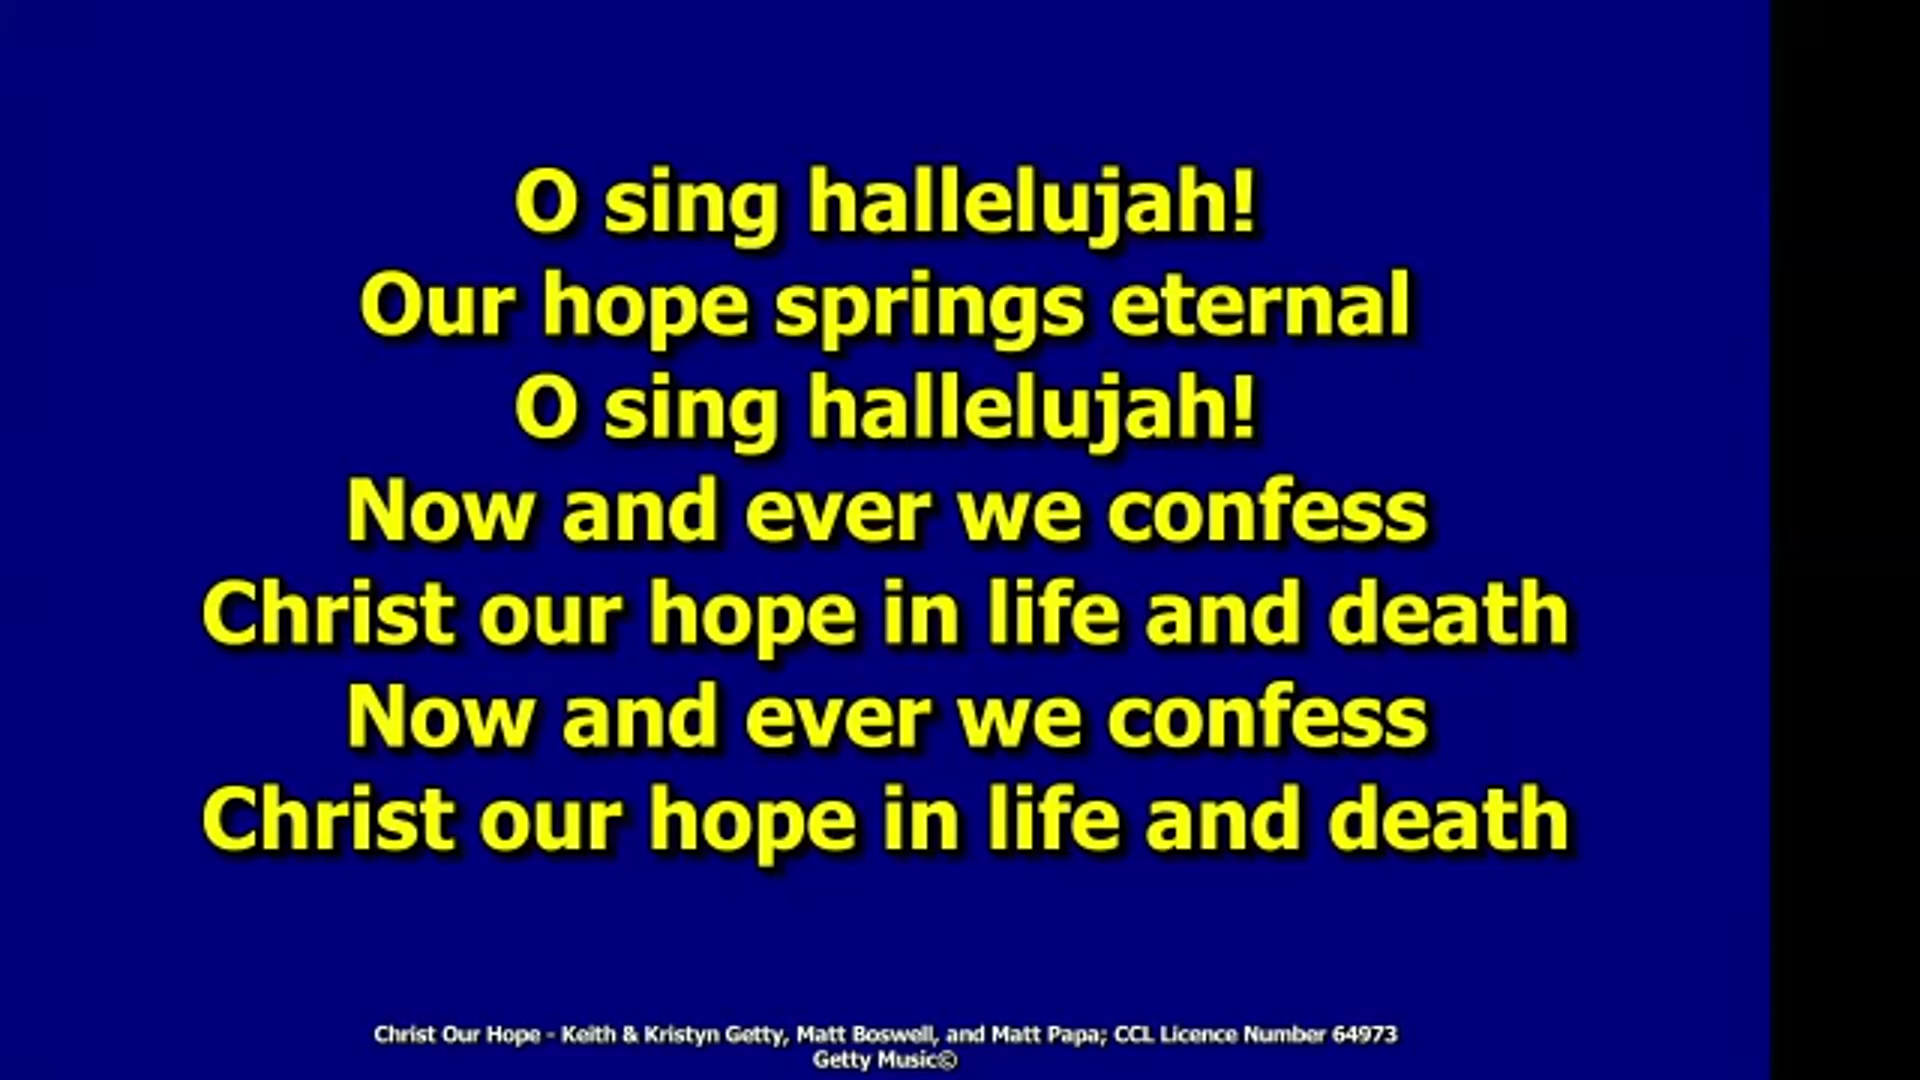 O sing hallelujah!
Our hope springs eternal
O sing hallelujah!
Now and ever we confess
Christ our hope in life and death
Now and ever we confess
Christ our hope in life and death
Christ Our Hope - Keith & Kristyn Getty, Matt Boswell, and Matt Papa; CCL Licence Number 64973
Getty Music©